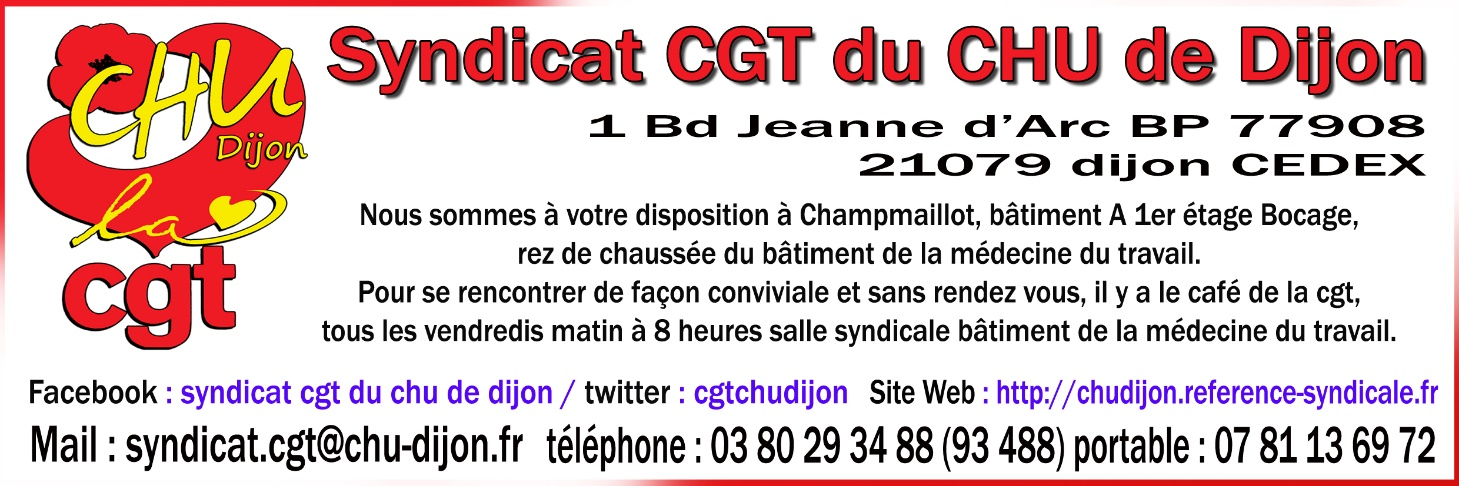 CHU
Dijon
la
cgt
Syndicat CGT du CHU de Dijon
1 Bd Jeanne d'Arc BP 77908
21079 dijon CEDEX
Nous sommes à votre disposition à Champmaillot, bâtiment A 1er étage Bocage,
rez de chaussée du bâtiment de la médecine du travail.
Pour se rencontrer de façon conviviale et sans rendez vous, il y a le café de la cgt,
tous les vendredis matin à 8 heures salle syndicale bâtiment de la médecine du travail.
Facebook : syndicat cgt du chu de dijon / twitter : cgtchudijon Site Web : http://chudijon.reference-syndicale.fr
Mail : syndicat.cgt@chu-dijon.fr téléphone : 03 80 29 34 88 (93 488) portable : 07 81 13 69 72